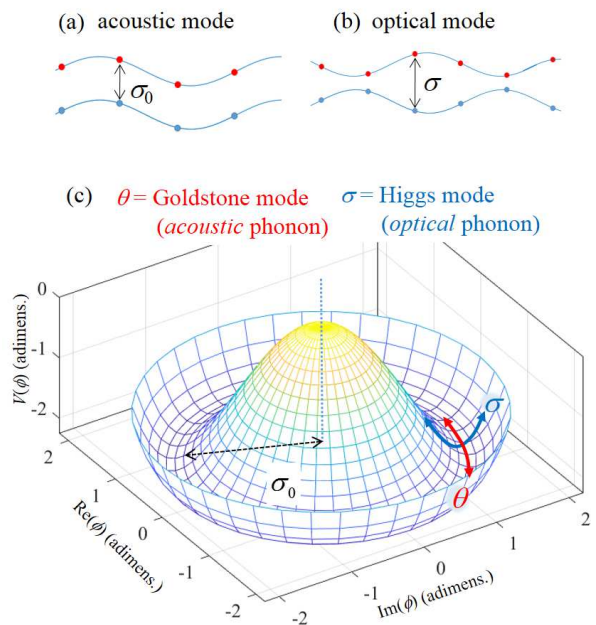 (a) acoustic mode
(b) optical mode
σ₀
σ
(c) θ = Goldstone mode
(acoustic phonon)
σ = Higgs mode
(optical phonon)
V(ϕ) (adimens.)
0
-1
-2
σ
θ
σ₀
2
1
0
-1
-2
Re(ϕ) (adimens.)
-2
-1
0
1
2
Im(ϕ) (adimens.)